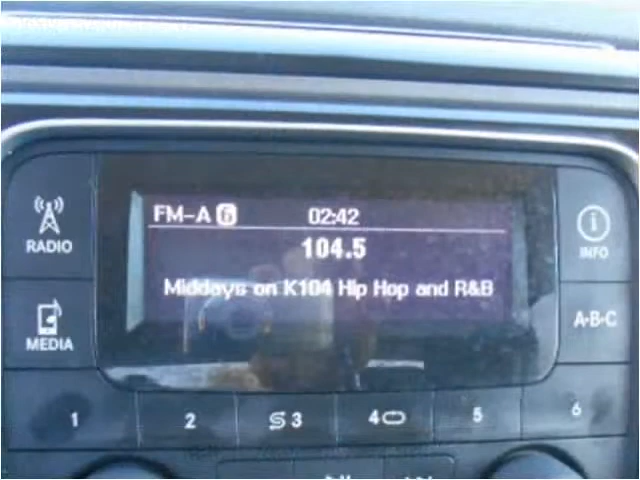 FM-A 6 02:42
104.5
Middays on K104 Hip Hop and R&B
RADIO
INFO
MEDIA
A·B·C
1 2 3 4 5 6